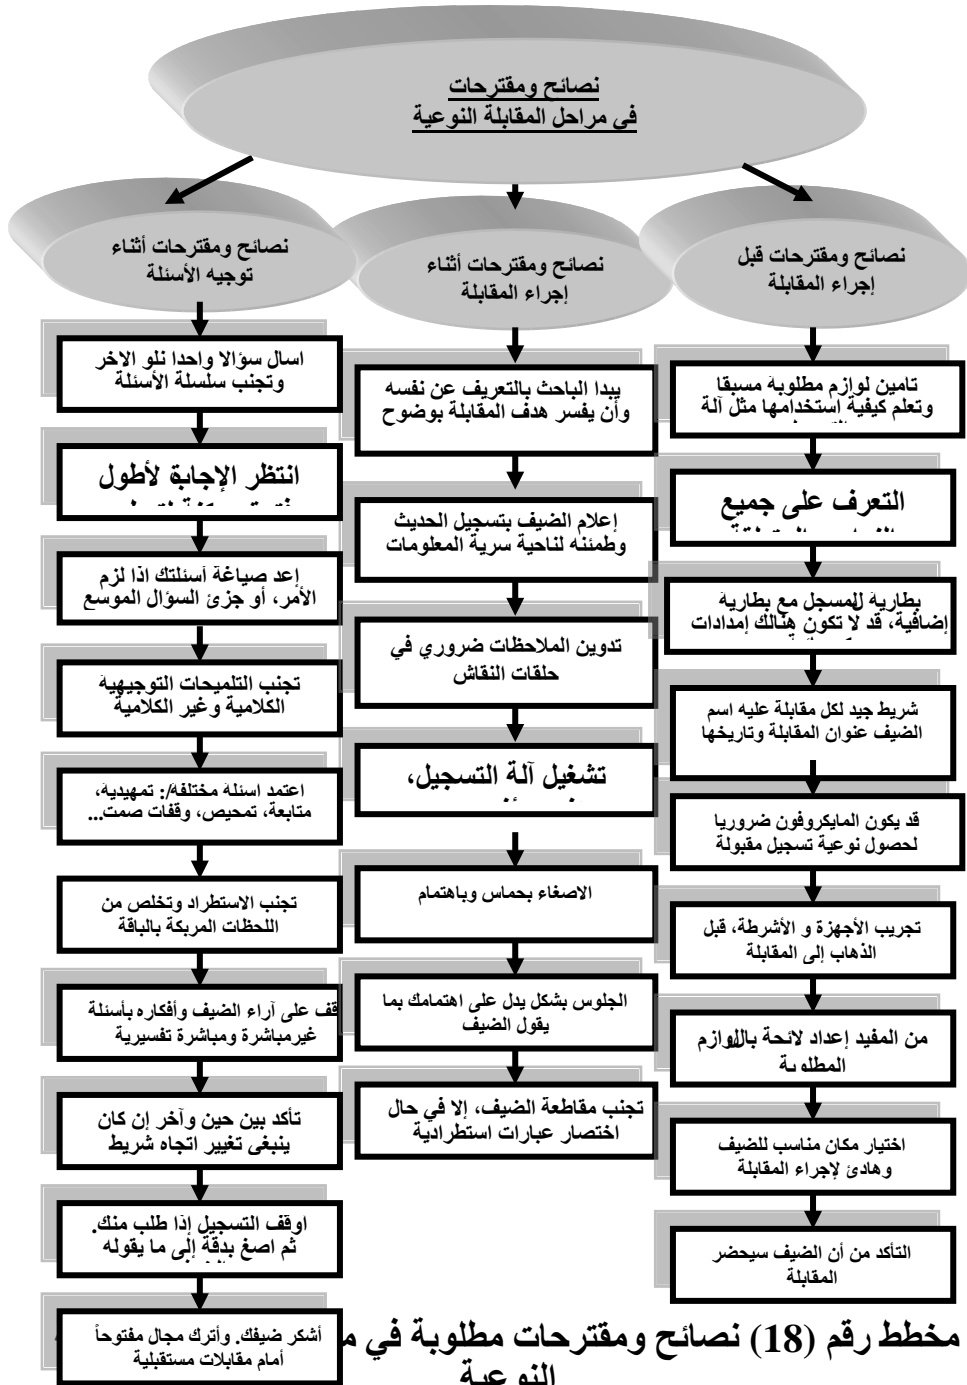 نصائح ومقترحات
في مراحل المقابلة النوعية
نصائح ومقترحات قبل
إجراء المقابلة
تامين لوازم مطلوبة مسبقا
وتعلم كيفية استخدامها مثل آلة
التعرف على جميع
بطارية للمسجل مع بطارية
إضافية، قد لا تكون هنالك إمدادات
شريط جيد لكل مقابلة عليه اسم
الضيف عنوان المقابلة وتاريخها
قد يكون المايكروفون ضروريا
لحصول نوعية تسجيل مقبولة
تجريب الأجهزة و الأشرطة، قبل
الذهاب إلى المقابلة
من المفيد إعداد لائحة باللوازم
المطلوبة
اختيار مكان مناسب للضيف
وهادئ لإجراء المقابلة
التأكد من أن الضيف سيحضر
المقابلة
نصائح ومقترحات أثناء
إجراء المقابلة
يبدا الباحث بالتعريف عن نفسه
وأن يفسر هدف المقابلة بوضوح
إعلام الضيف بتسجيل الحديث
وطمئنه لناحية سرية المعلومات
تدوين الملاحظات ضروري في
حلقات النقاش
تشغيل آلة التسجيل،
الاصغاء بحماس وباهتمام
الجلوس بشكل يدل على اهتمامك بما
يقول الضيف
تجنب مقاطعة الضيف، إلا في حال
اختصار عبارات استطرادية
نصائح ومقترحات أثناء
توجيه الأسئلة
اسال سؤالا واحدا تلو الاخر
وتجنب سلسلة الأسئلة
انتظر الإجابة لأطول
إعد صياغة أسئلتك اذا لزم
الأمر، أو جزئ السؤال الموسع
تجنب التلميحات التوجيهية
الكلامية وغير الكلامية
اعتمد اسئلة مختلفة/: تمهيدية،
متابعة، تمحيص، وقفات صمت...
تجنب الاستطراد وتخلص من
اللحظات المربكة بالباقة
قف على آراء الضيف وأفكاره بأسئلة
غيرمباشرة ومباشرة تفسيرية
تأكد بين حين وآخر إن كان
ينبغي تغيير اتجاه شريط
اوقف التسجيل إذا طلب منك.
ثم اصغ بدقة إلى ما يقوله
أشكر ضيفك. وأترك مجال مفتوحاً
أمام مقابلات مستقبلية
مخطط رقم (18) نصائح ومقترحات مطلوبة في
النوعية